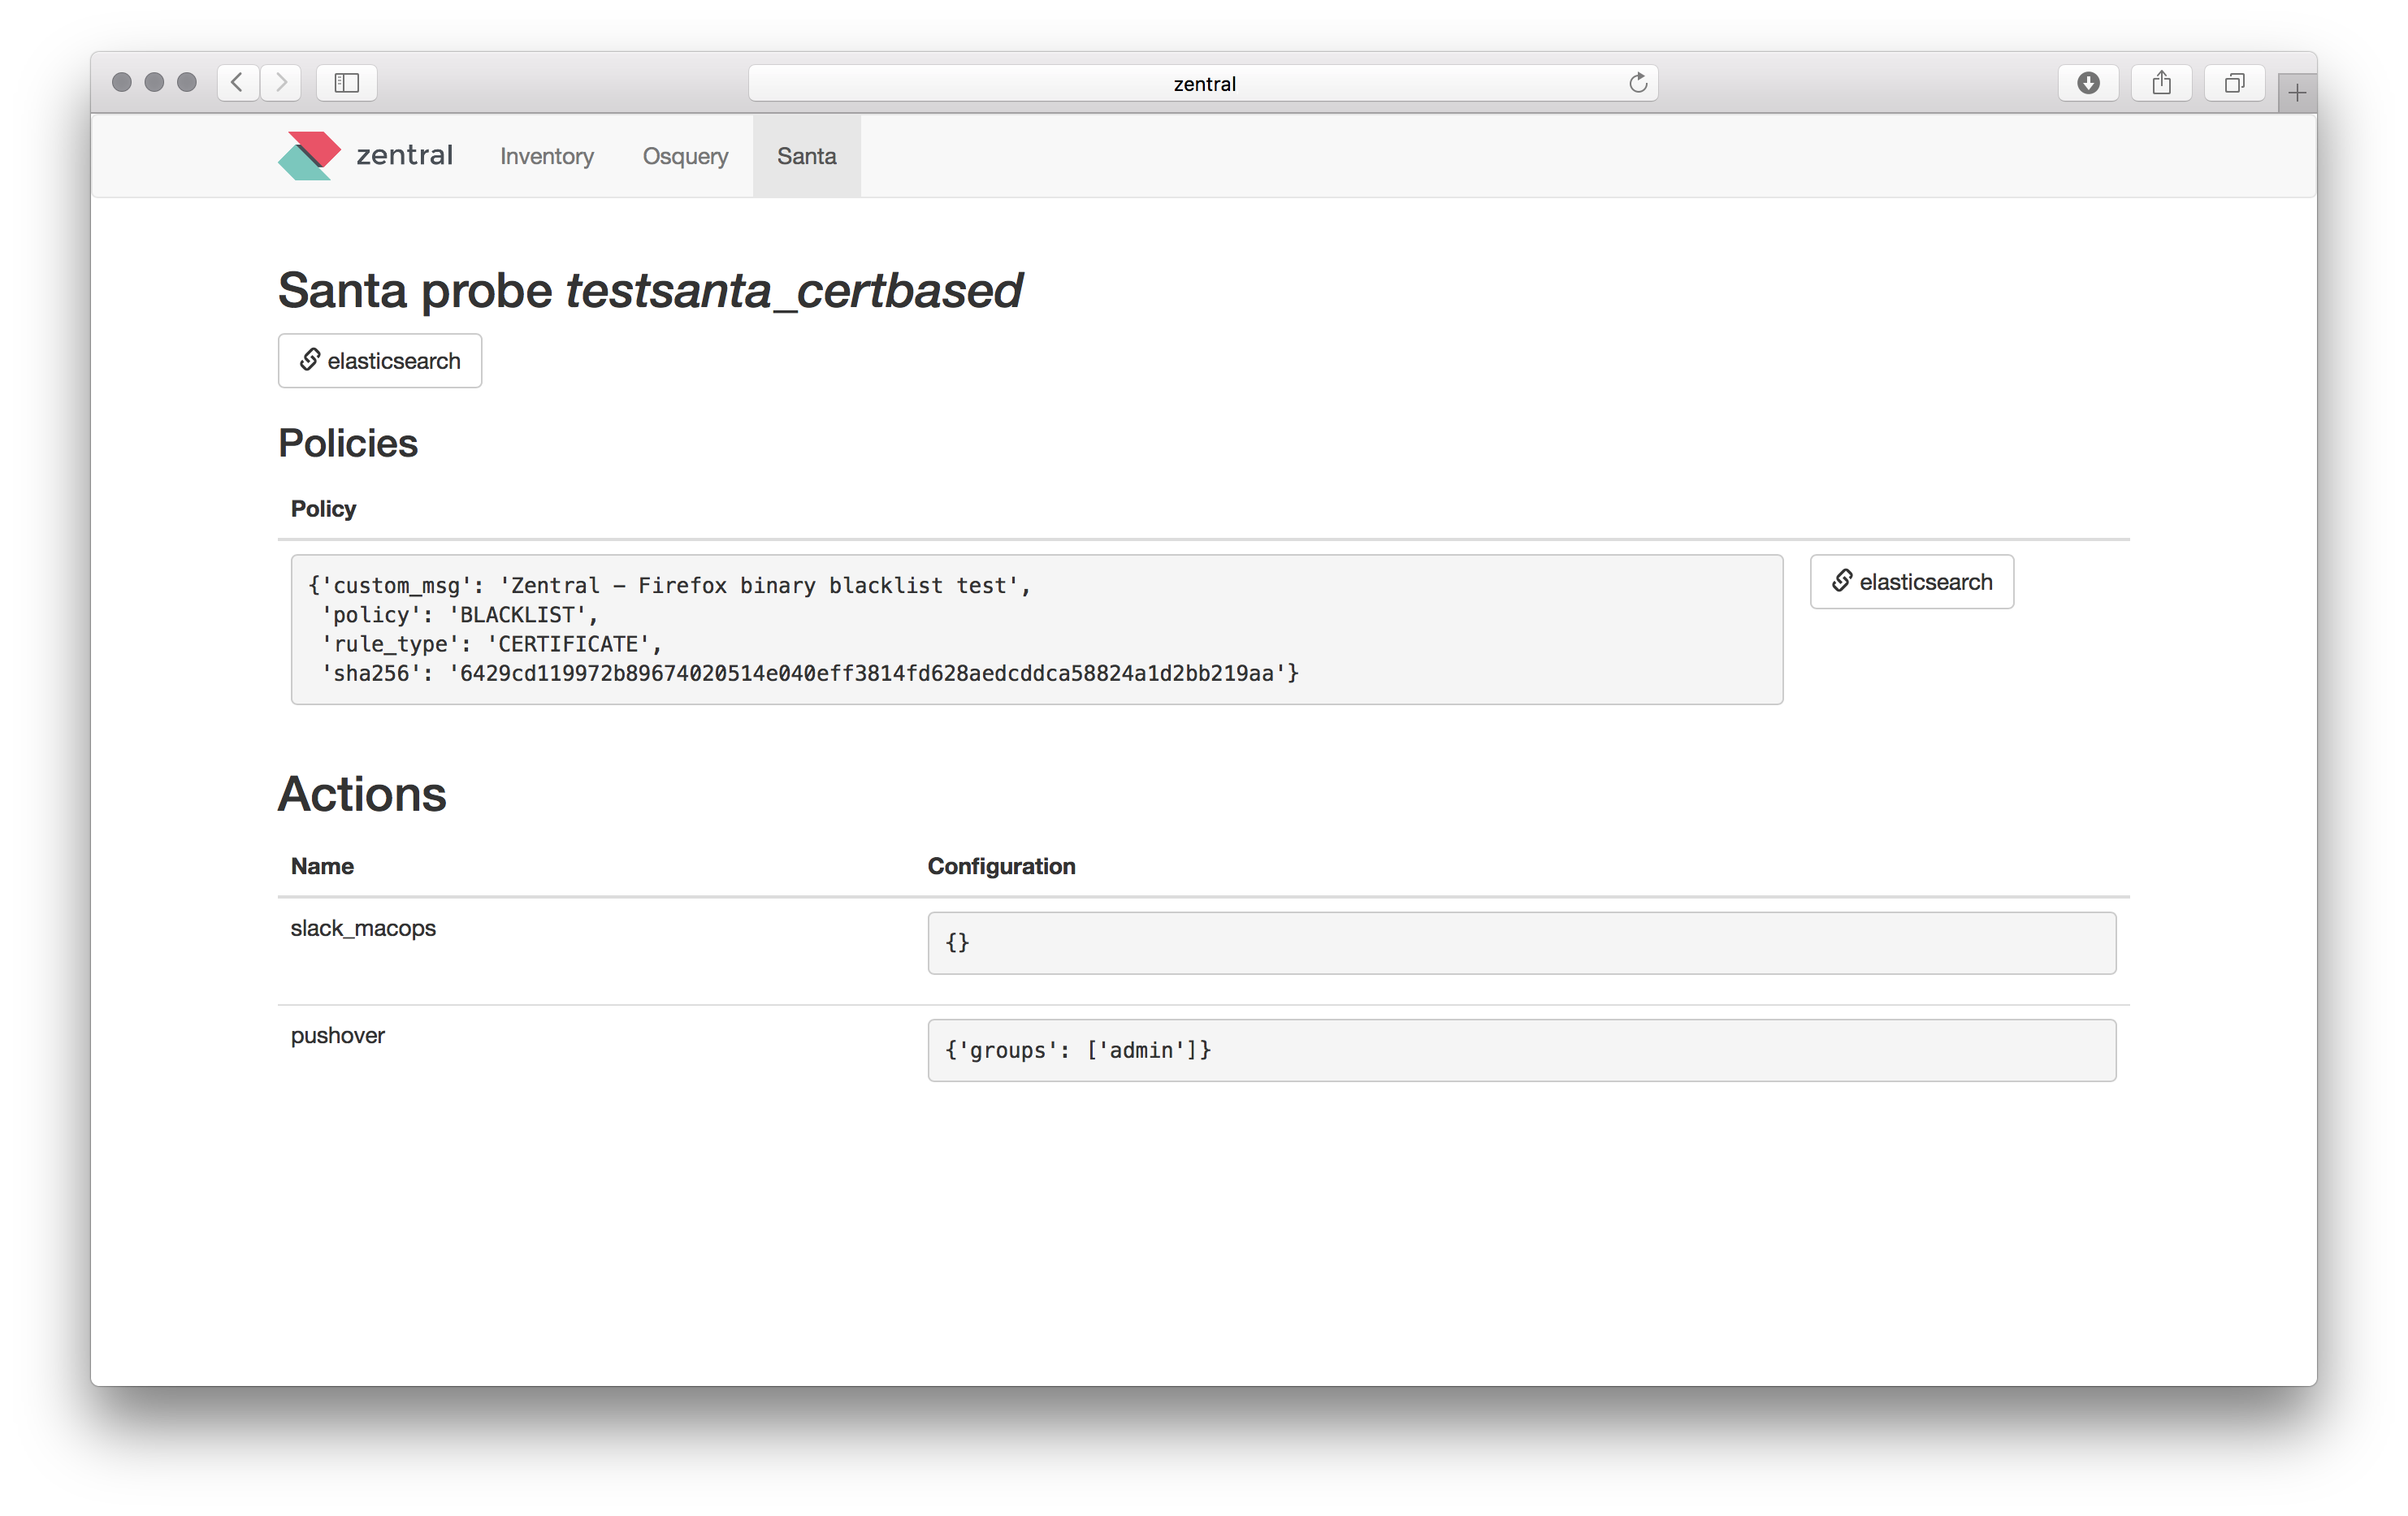 zentral
zentral Inventory Osquery Santa
Santa probe testsanta_certbased
elasticsearch
Policies
Policy
{'custom_msg': 'Zentral – Firefox binary blacklist test',
'policy': 'BLACKLIST',
'rule_type': 'CERTIFICATE',
'sha256': '6429cd119972b89674020514e040eff3814fd628aedcddca58824a1d2bb219aa'}
elasticsearch
Actions
Name Configuration
slack_macops {}
pushover {'groups': ['admin']}